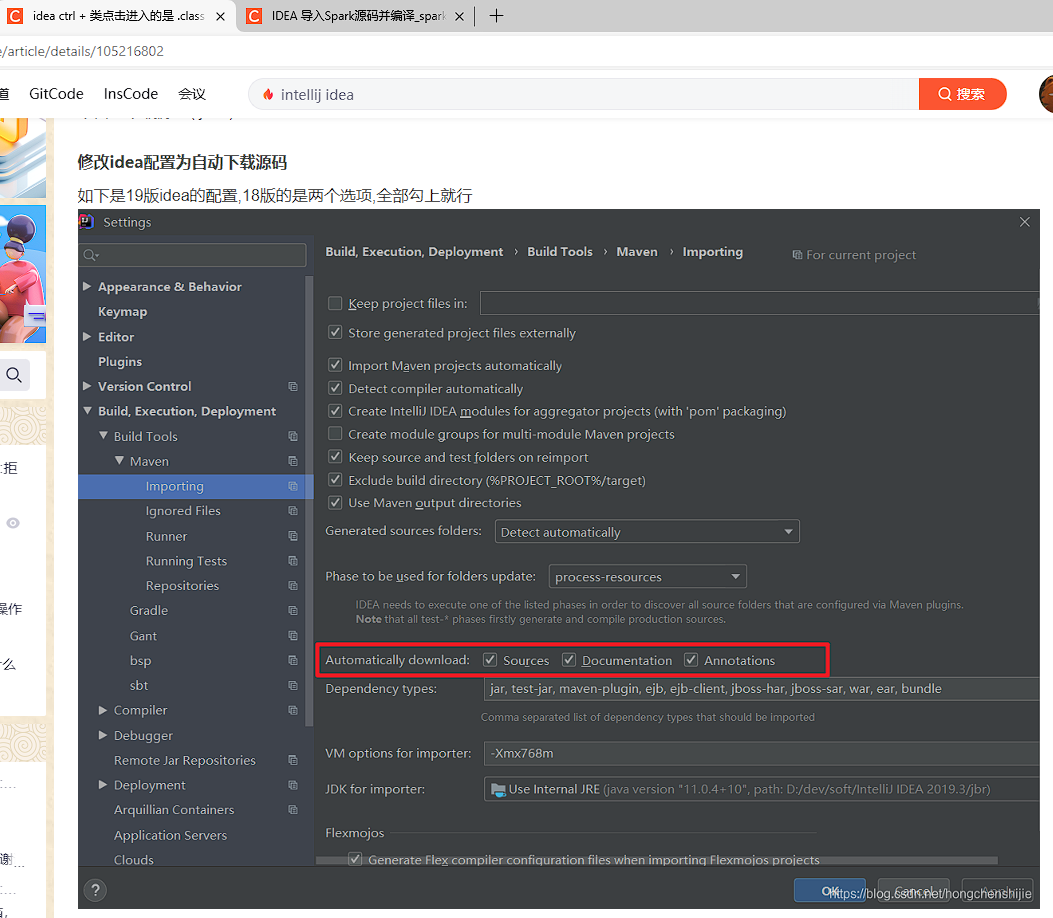 idea ctrl + 类点击进入的是 .class
IDEA 导入Spark源码并编译_spark
e/article/details/105216802
道 GitCode InsCode 会议
intellij idea
搜索
修改idea配置为自动下载源码
如下是19版idea的配置,18版的是两个选项,全部勾上就行
Settings
Build, Execution, Deployment › Build Tools › Maven › Importing
For current project
Appearance & Behavior
Keymap
Editor
Plugins
Version Control
Build, Execution, Deployment
Build Tools
Maven
Importing
Ignored Files
Runner
Running Tests
Repositories
Gradle
Gant
bsp
sbt
Compiler
Debugger
Remote Jar Repositories
Deployment
Arquillian Containers
Application Servers
Clouds
Keep project files in:
Store generated project files externally
Import Maven projects automatically
Detect compiler automatically
Create IntelliJ IDEA modules for aggregator projects (with 'pom' packaging)
Create module groups for multi-module Maven projects
Keep source and test folders on reimport
Exclude build directory (%PROJECT_ROOT%/target)
Use Maven output directories
Generated sources folders: Detect automatically
Phase to be used for folders update: process-resources
IDEA needs to execute one of the listed phases in order to discover all source folders that are configured via Maven plugins.
Note that all test-* phases firstly generate and compile production sources.
Automatically download: Sources Documentation Annotations
Dependency types: jar, test-jar, maven-plugin, ejb, ejb-client, jboss-har, jboss-sar, war, ear, bundle
Comma separated list of dependency types that should be imported
VM options for importer: -Xmx768m
JDK for importer: Use Internal JRE (java version "11.0.4+10", path: D:/dev/soft/IntelliJ IDEA 2019.3/jbr)
Flexmojos
Generate Flex compiler configuration files when importing Flexmojos projects
?
OK Cancel Apply
https://blog.csdn.net/hongchenshijie
:拒
操作
什么
谢...